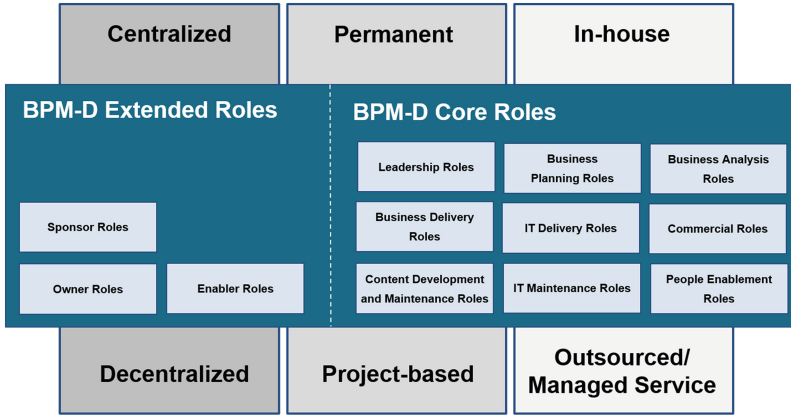 Centralized
Permanent
In-house
BPM-D Extended Roles
Sponsor Roles
Owner Roles
Enabler Roles
BPM-D Core Roles
Leadership Roles
Business
Planning Roles
Business Analysis
Roles
Business Delivery
Roles
IT Delivery Roles
Commercial Roles
Content Development
and Maintenance Roles
IT Maintenance Roles
People Enablement
Roles
Decentralized
Project-based
Outsourced/
Managed Service